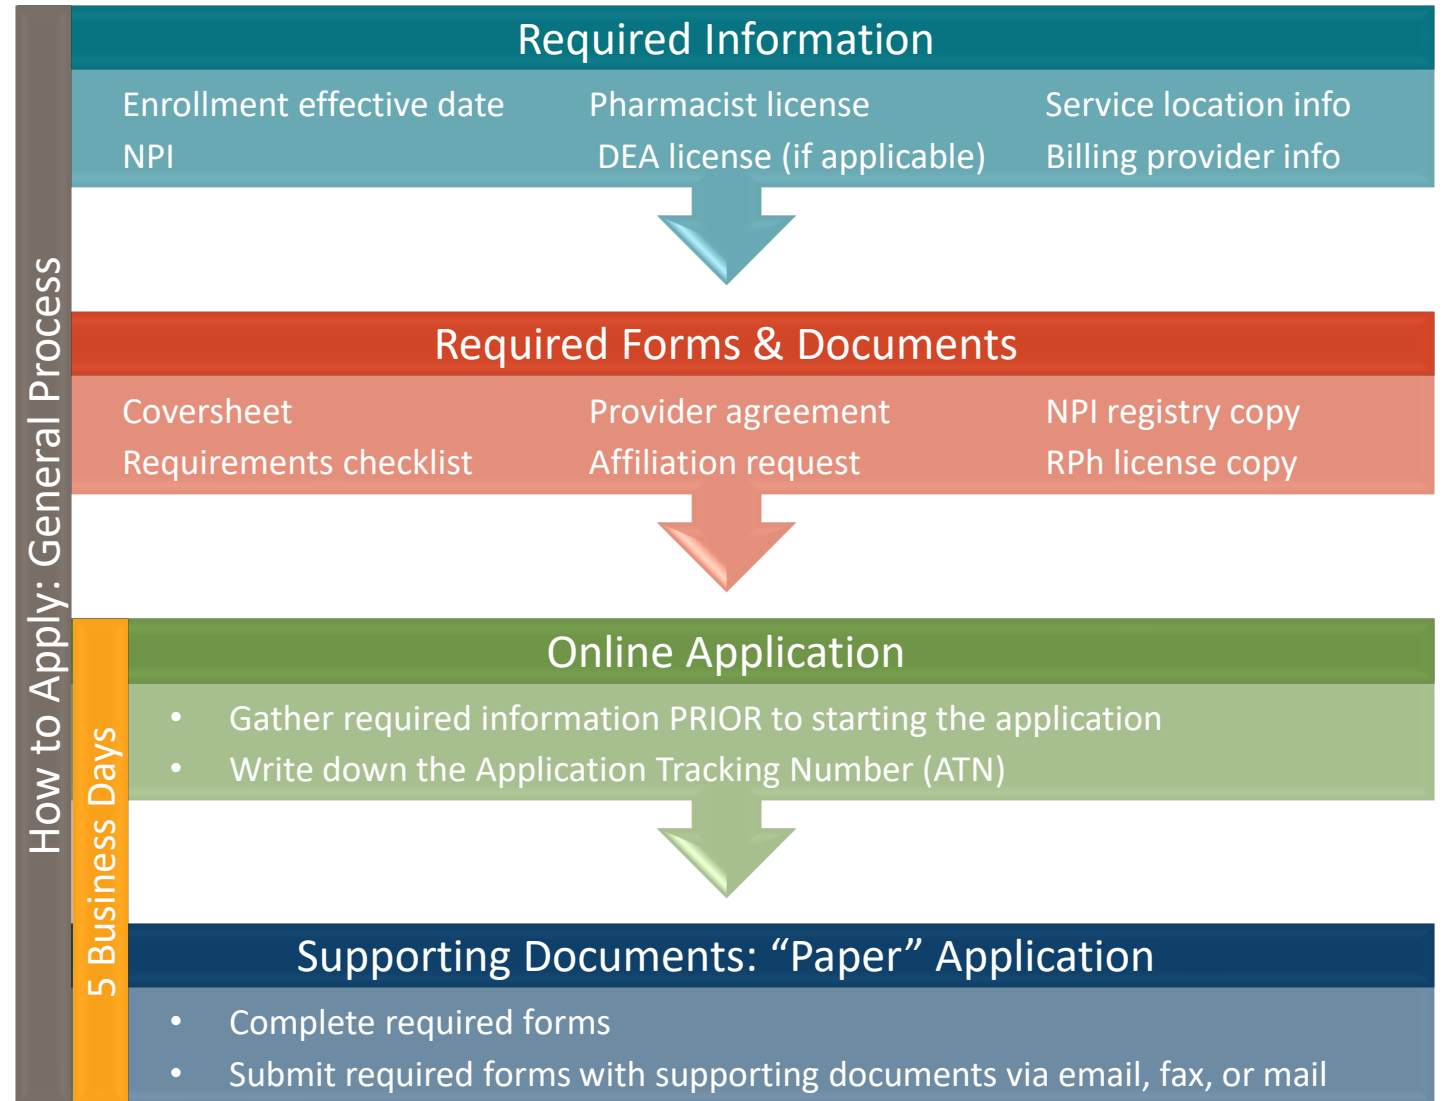 How to Apply: General Process
Required Information
Enrollment effective date
Pharmacist license
Service location info
NPI
DEA license (if applicable)
Billing provider info
Required Forms & Documents
Coversheet
Provider agreement
NPI registry copy
Requirements checklist
Affiliation request
RPh license copy
5 Business Days
Online Application
• Gather required information PRIOR to starting the application
• Write down the Application Tracking Number (ATN)
Supporting Documents: “Paper” Application
• Complete required forms
• Submit required forms with supporting documents via email, fax, or mail